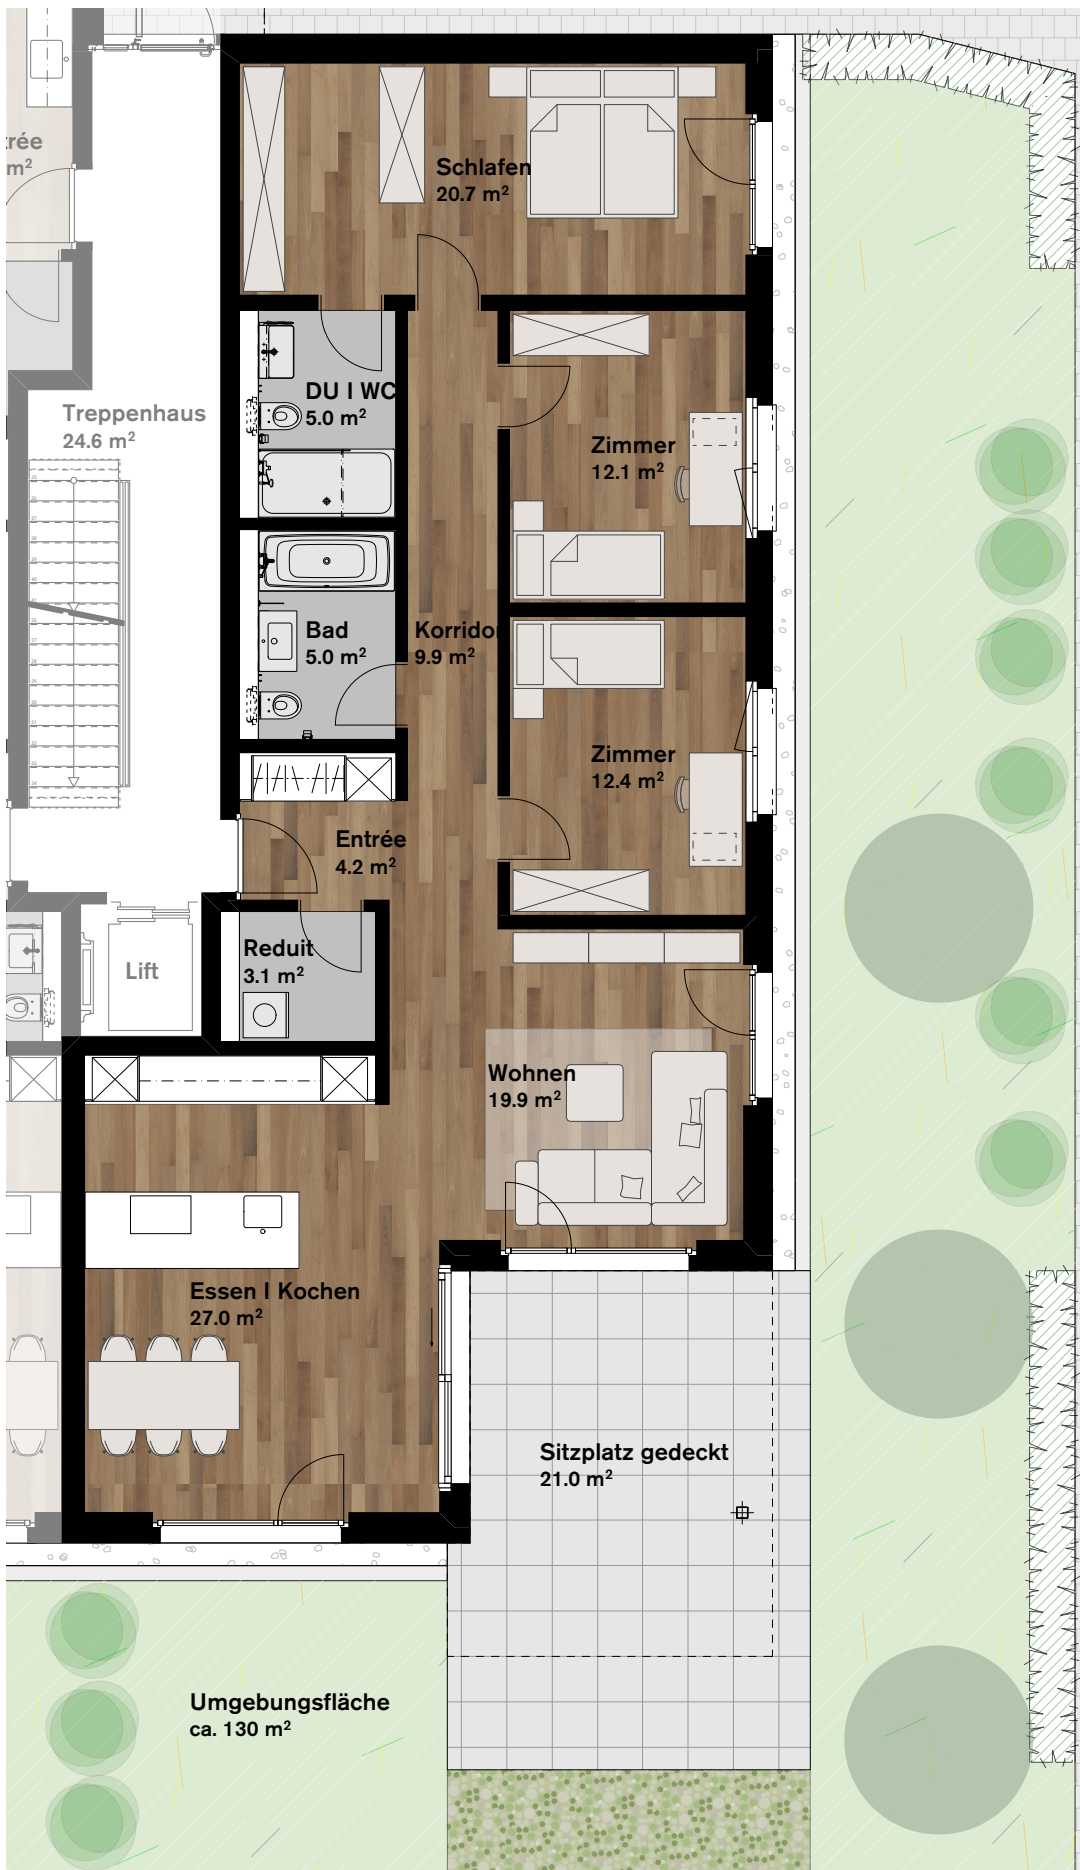 trée
m²
Schlafen
20.7 m²
DU I WC
5.0 m²
Treppenhaus
24.6 m²
Zimmer
12.1 m²
Bad
5.0 m²
Korridor
9.9 m²
Zimmer
12.4 m²
Entrée
4.2 m²
Reduit
3.1 m²
Lift
Wohnen
19.9 m²
Essen I Kochen
27.0 m²
Sitzplatz gedeckt
21.0 m²
Umgebungsfläche
ca. 130 m²